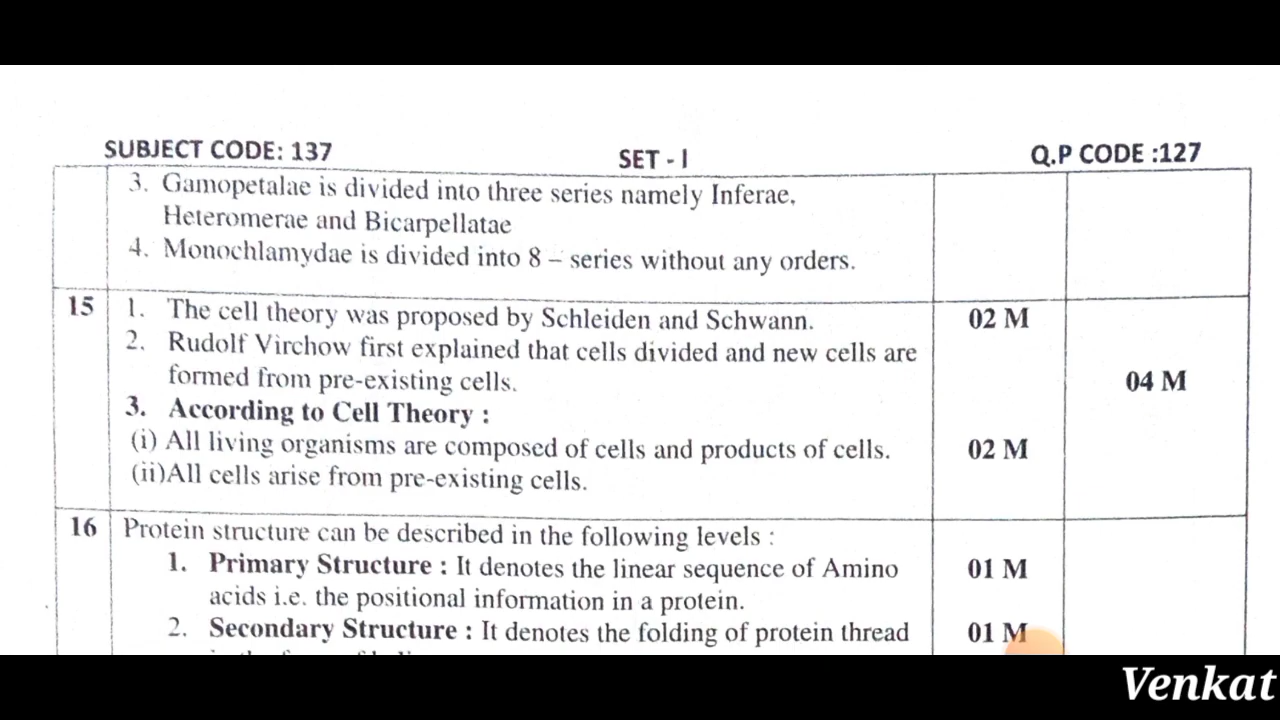 SUBJECT CODE: 137 SET - I Q.P CODE :127
3. Gamopetalae is divided into three series namely Inferae,
Heteromerae and Bicarpellatae
4. Monochlamydae is divided into 8 – series without any orders.
15 1. The cell theory was proposed by Schleiden and Schwann. 02 M
2. Rudolf Virchow first explained that cells divided and new cells are
formed from pre-existing cells. 04 M
3. According to Cell Theory :
(i) All living organisms are composed of cells and products of cells. 02 M
(ii)All cells arise from pre-existing cells.
16 Protein structure can be described in the following levels :
1. Primary Structure : It denotes the linear sequence of Amino 01 M
acids i.e. the positional information in a protein.
2. Secondary Structure : It denotes the folding of protein thread 01 M
Venkat